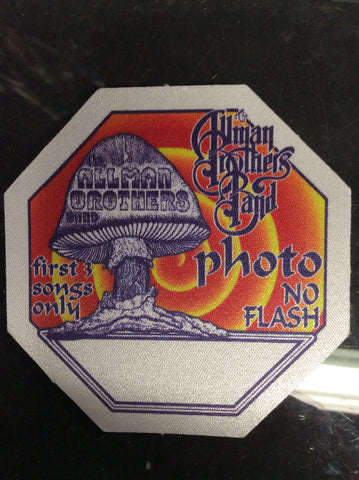 The
Allman
Brothers
Band
THE
ALLMAN
BROTHERS
BAND
first 3
songs
only
photo
NO
FLASH